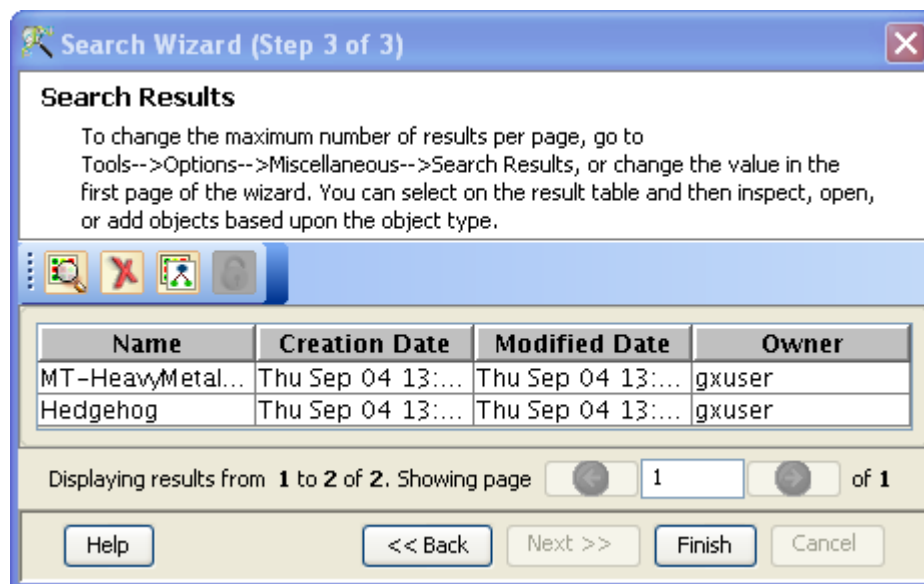 Search Wizard (Step 3 of 3)
Search Results
To change the maximum number of results per page, go to
Tools-->Options-->Miscellaneous-->Search Results, or change the value in the
first page of the wizard. You can select on the result table and then inspect, open,
or add objects based upon the object type.
Name Creation Date Modified Date Owner
MT-HeavyMetal... Thu Sep 04 13:... Thu Sep 04 13:... gxuser
Hedgehog Thu Sep 04 13:... Thu Sep 04 13:... gxuser
Displaying results from 1 to 2 of 2. Showing page 1 of 1
Help << Back Next >> Finish Cancel